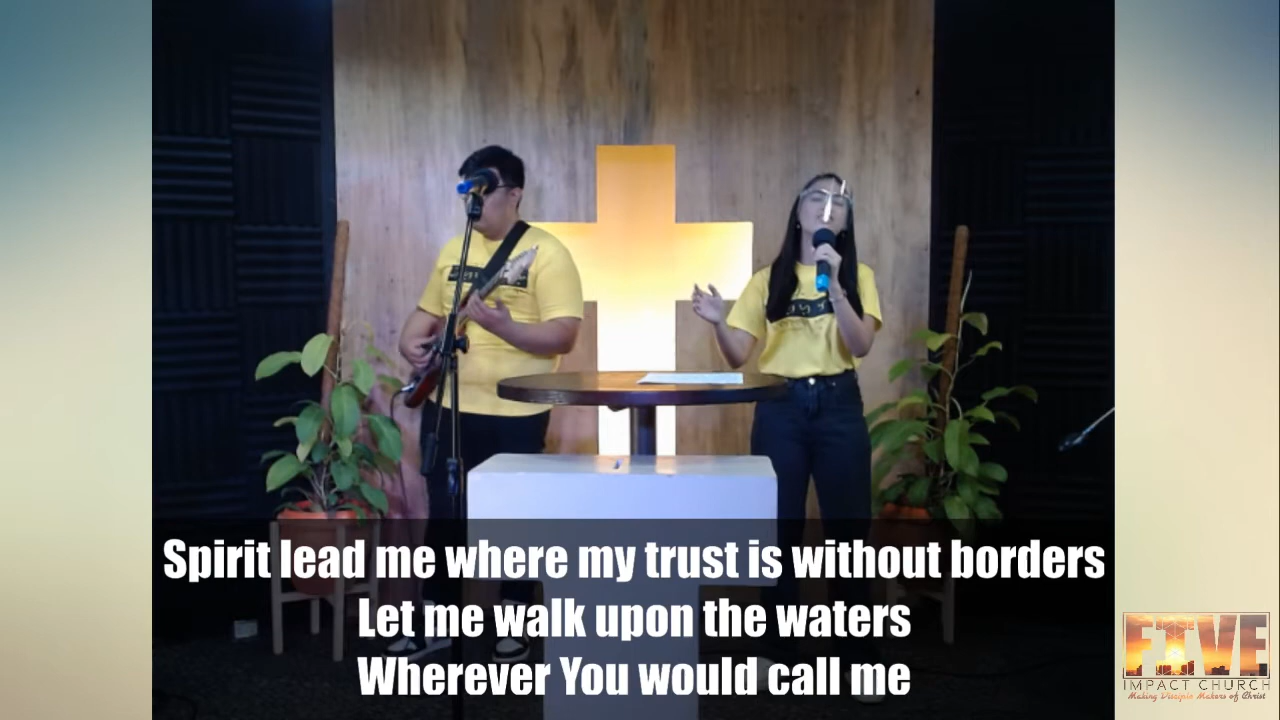 Spirit lead me where my trust is without borders
Let me walk upon the waters
Wherever You would call me
FIVE
IMPACT CHURCH
Making Disciple Makers of Christ